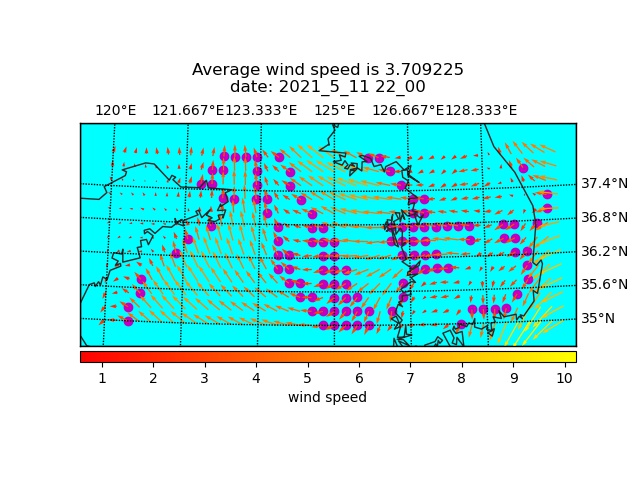 Average wind speed is 3.709225
date: 2021_5_11 22_00
120°E 121.667°E 123.333°E 125°E 126.667°E 128.333°E
37.4°N
36.8°N
36.2°N
35.6°N
35°N
1 2 3 4 5 6 7 8 9 10
wind speed